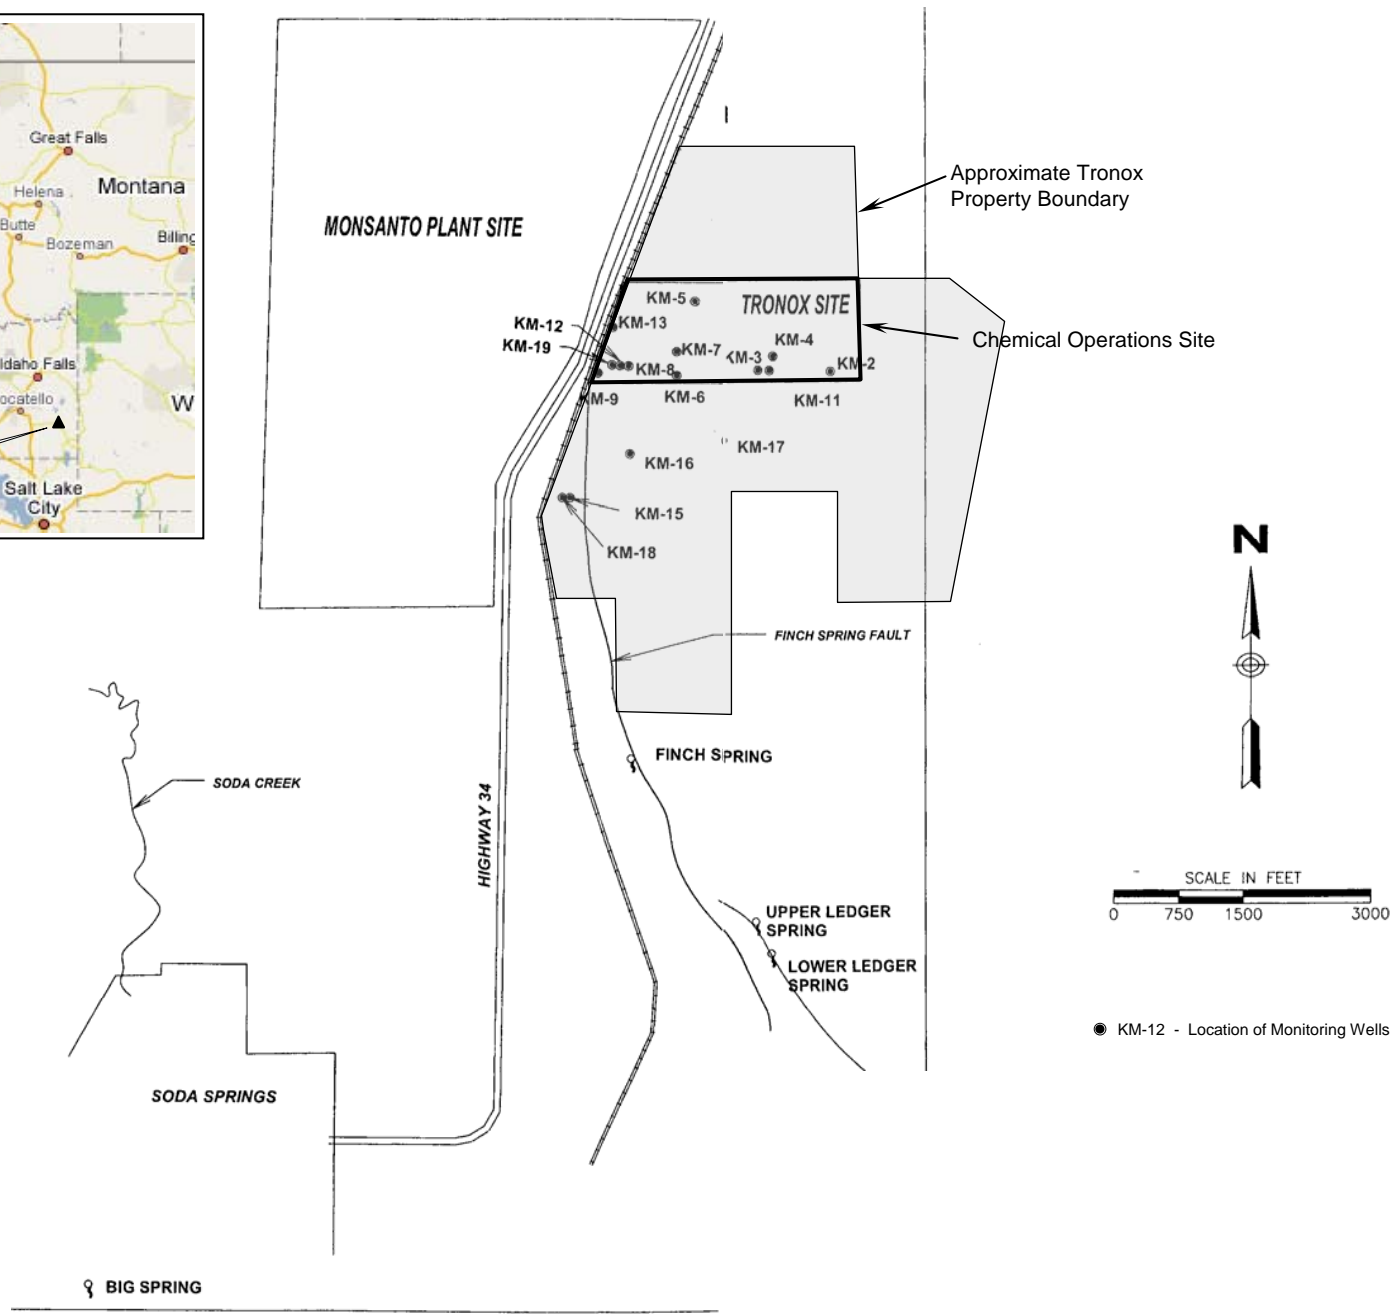 Great Falls
Helena
Montana
Butte
Billing
Bozeman
Idaho Falls
ocatello
W
Salt Lake
City
MONSANTO PLANT SITE
Approximate Tronox
Property Boundary
KM-5
TRONOX SITE
KM-12
KM-13
KM-4
Chemical Operations Site
KM-19
KM-7
KM-3
KM-2
KM-8
KM-9
KM-6
KM-11
KM-17
KM-16
KM-15
KM-18
N
FINCH SPRING FAULT
FINCH SPRING
SODA CREEK
HIGHWAY 34
SCALE IN FEET
0 750 1500 3000
UPPER LEDGER
SPRING
LOWER LEDGER
SPRING
KM-12 - Location of Monitoring Wells
SODA SPRINGS
BIG SPRING